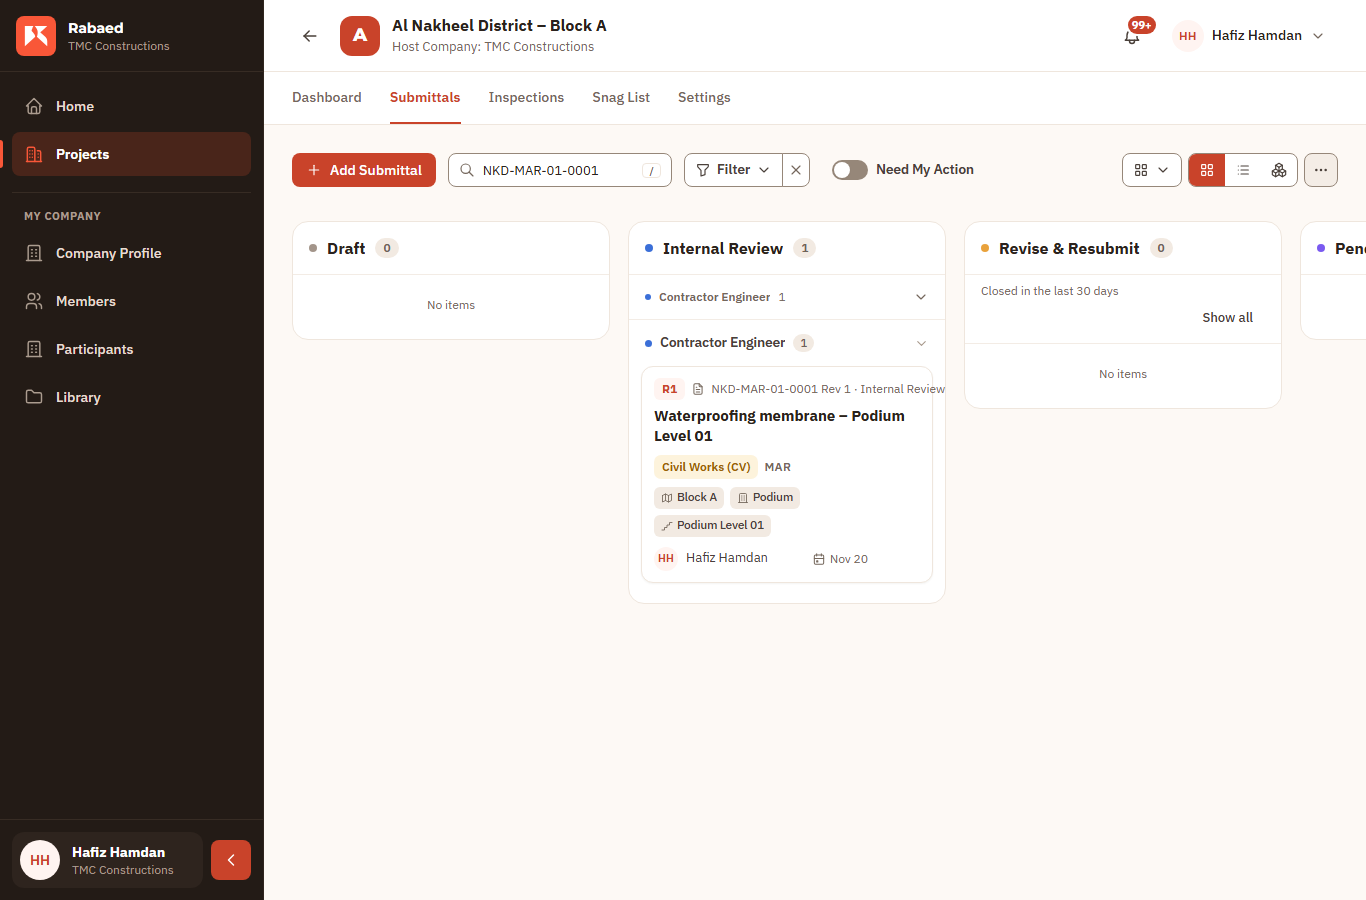 Rabaed
TMC Constructions
Home
Projects
MY COMPANY
Company Profile
Members
Participants
Library
Hafiz Hamdan
HH
TMC Constructions
A
Al Nakheel District – Block A
Host Company: TMC Constructions
99+
HH
Hafiz Hamdan
Dashboard
Submittals
Inspections
Snag List
Settings
Add Submittal
NKD-MAR-01-0001
/
Filter
Need My Action
Draft 0
No items
Internal Review 1
Contractor Engineer 1
Contractor Engineer 1
R1 NKD-MAR-01-0001 Rev 1 · Internal Review
Waterproofing membrane – Podium
Level 01
Civil Works (CV) MAR
Block A Podium
Podium Level 01
HH Hafiz Hamdan Nov 20
Revise & Resubmit 0
Closed in the last 30 days
Show all
No items